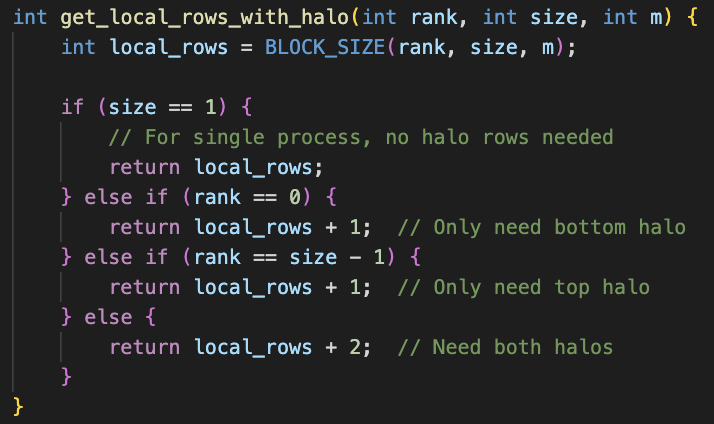 int get_local_rows_with_halo(int rank, int size, int m) {
    int local_rows = BLOCK_SIZE(rank, size, m);

    if (size == 1) {
        // For single process, no halo rows needed
        return local_rows;
    } else if (rank == 0) {
        return local_rows + 1;  // Only need bottom halo
    } else if (rank == size - 1) {
        return local_rows + 1;  // Only need top halo
    } else {
        return local_rows + 2;  // Need both halos
    }
}